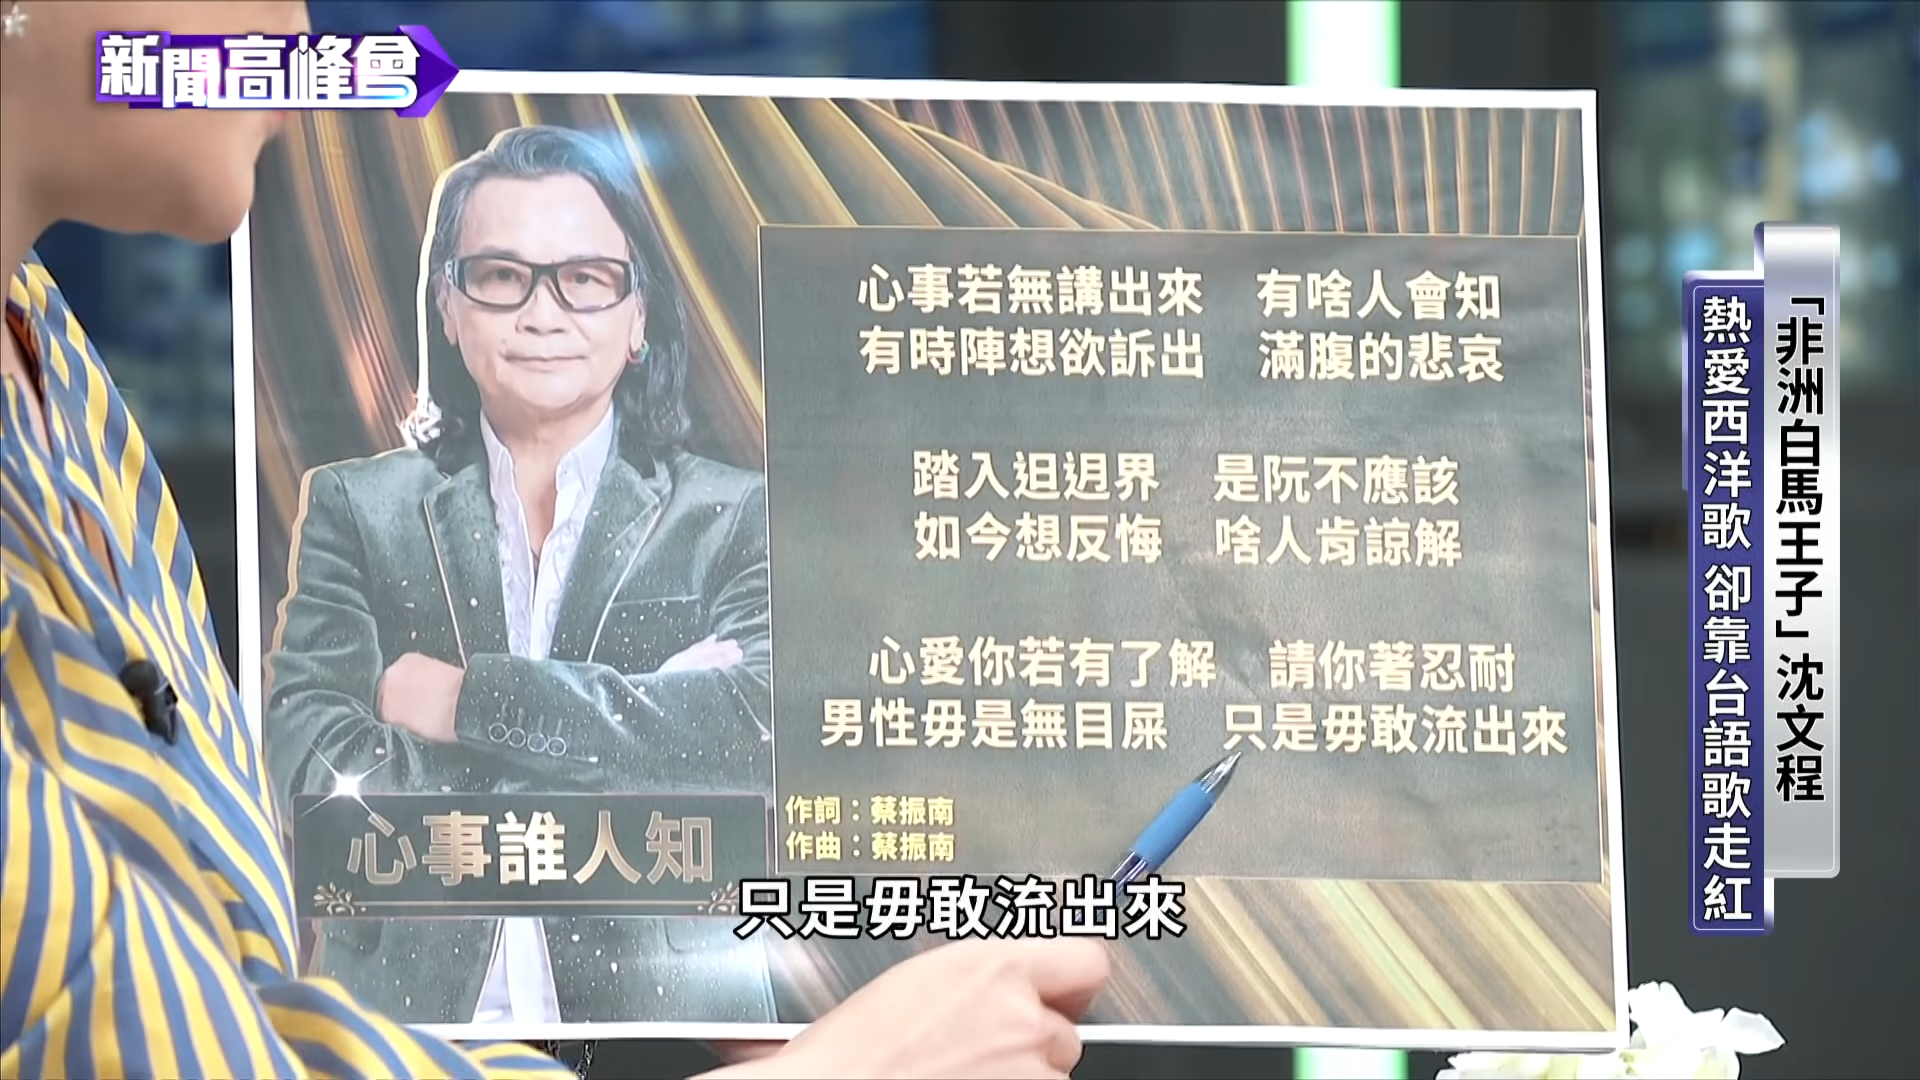 新聞高峰會
心事若無講出來 有啥人會知
有時陣想欲訴出 滿腹的悲哀
踏入𨑨迌界 是阮不應該
如今想反悔 啥人肯諒解
心愛你若有了解 請你著忍耐
男性毋是無目屎 只是毋敢流出來
作詞：蔡振南
作曲：蔡振南
心事誰人知
只是毋敢流出來
「非洲白馬王子」沈文程
熱愛西洋歌 卻靠台語歌走紅